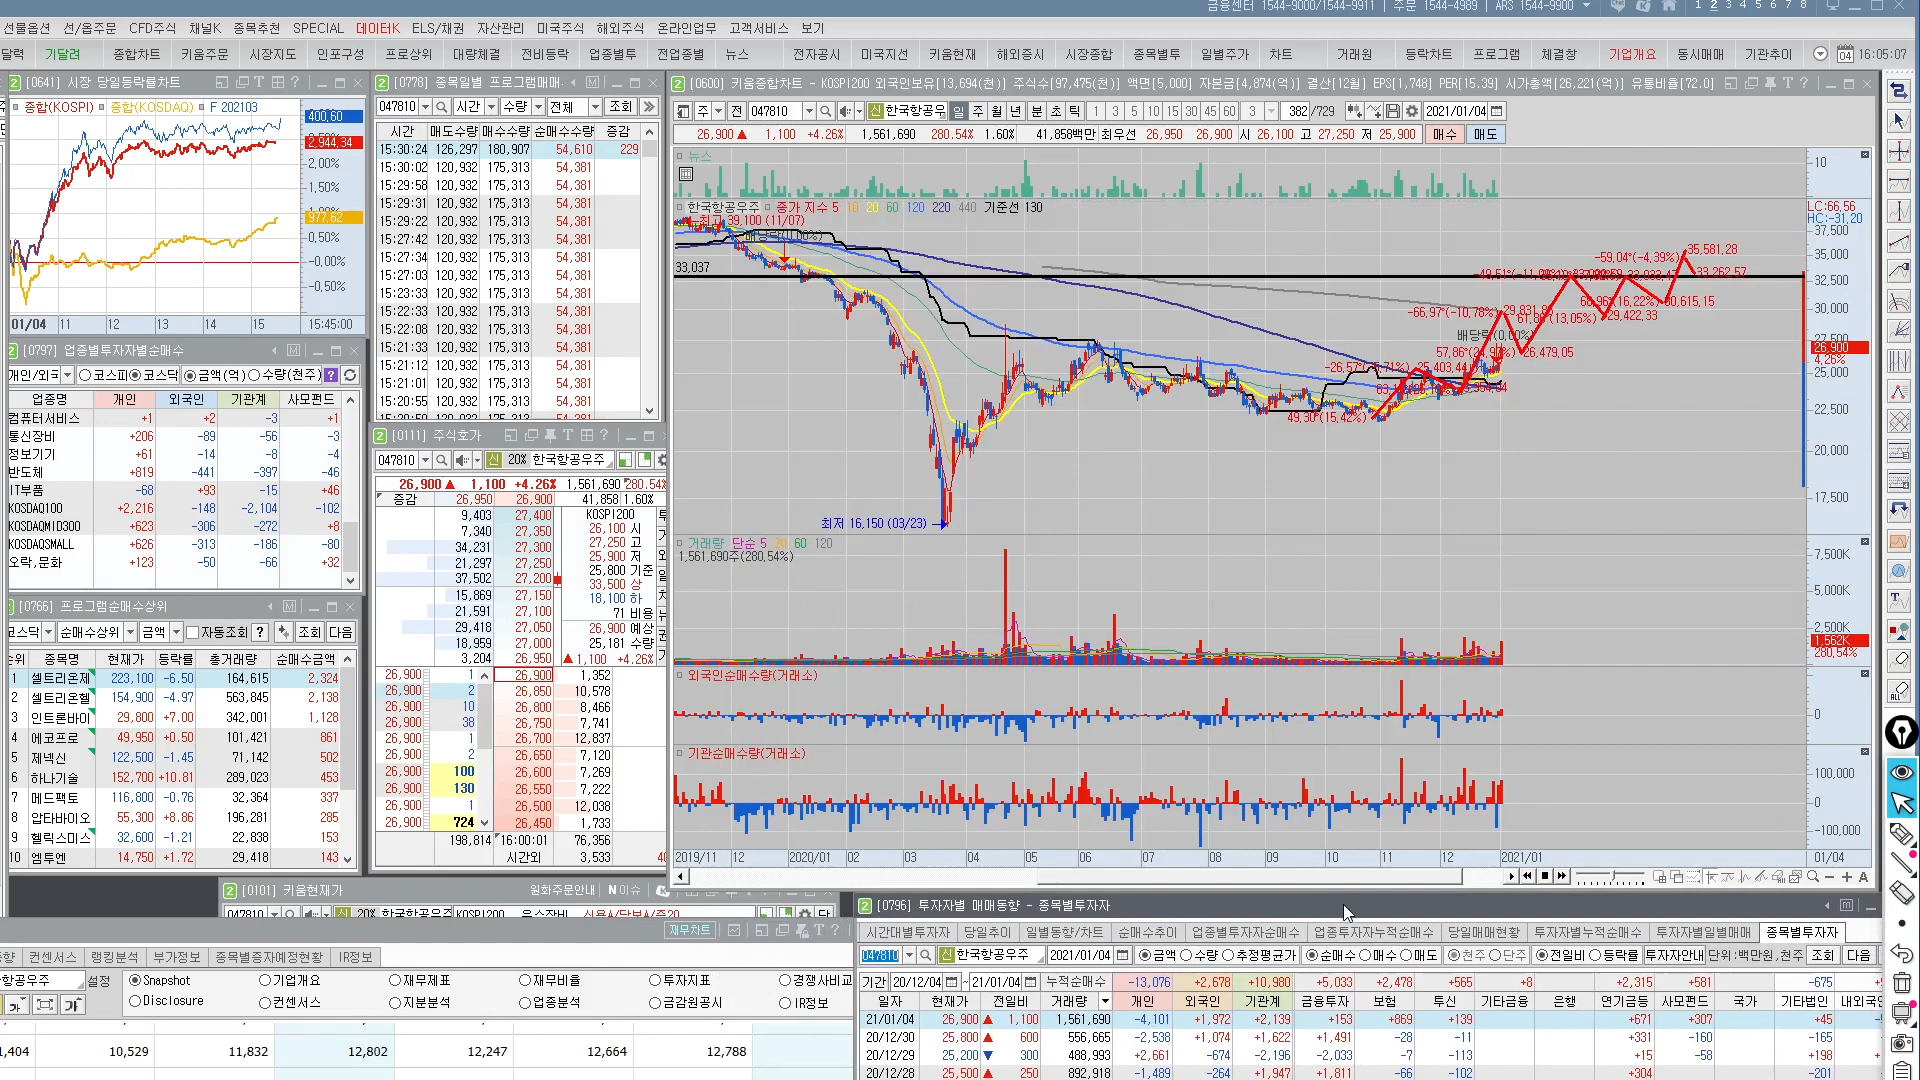 금융센터 1544-9000/1544-9911 | 주문 1544-4989 | ARS 1544-9900 1 2 3 4 5 6 7 8
선물옵션 선/옵주문 CFD주식 채널K 종목추천 SPECIAL 데이타K ELS/채권 자산관리 미국주식 해외주식 온라인업무 고객서비스 보기
달력 기달려 종합차트 키움주문 시장지도 인포구성 프로상위 대량체결 전비등락 업종별투 전업종별 뉴스 전자공시 미국지선 키움현재 해외증시 시장종합 종목별투 일별주가 차트 거래원 등락차트 프로그램 체결창 기업개요 동시매매 기관추이 04 16:05:07
[0641] 시장 당일등락률차트
종합(KOSPI) 종합(KOSDAQ) F 202103
400,60
2,944,34
2,00%
1,50%
977,62
0,50%
-0,00%
-0,50%
01/04 11 12 13 14 15 15:45:00
[0797] 업종별투자자별순매수
개인/외국 코스피 코스닥 금액(억) 수량(천주)
업종명 개인 외국인 기관계 사모펀드
컴퓨터서비스 +1 +2 -3 +1
통신장비 +206 -89 -56 -3
정보기기 +61 -14 -8 -4
반도체 +819 -441 -397 -46
IT부품 -68 +93 -15 +46
KOSDAQ100 +2,216 -148 -2,104 -102
KOSDAQMID300 +623 -306 -272 +8
KOSDAQSMALL +626 -313 -186 -80
오락,문화 +123 -50 -66 +32
[0766] 프로그램순매수상위
코스닥 순매수상위 금액 자동조회 ? 조회 다음
순위 종목명 현재가 등락률 총거래량 순매수금액
1 셀트리온제 223,100 -6.50 164,615 2,324
2 셀트리온헬 154,900 -4.97 563,845 2,138
3 인트론바이 29,800 +7.00 342,001 1,128
4 에코프로 49,950 +0.50 101,421 861
5 제넥신 122,500 -1.45 71,142 502
6 하나기술 152,700 +10.81 289,023 453
7 메드팩토 116,800 -0.76 32,364 337
8 압타바이오 55,300 +8.86 196,281 285
9 헬릭스미스 32,600 -1.21 22,838 153
10 엠투엔 14,750 +1.72 29,418 143
[0778] 종목일별 프로그램매매
047810 시간 수량 전체 조회
시간 매도수량 매수수량 순매수수량 증감
15:30:24 126,297 180,907 54,610 229
15:30:02 120,932 175,313 54,381
15:29:58 120,932 175,313 54,381
15:29:31 120,932 175,313 54,381
15:29:22 120,932 175,313 54,381
15:27:42 120,932 175,313 54,381
15:27:34 120,932 175,313 54,381
15:27:03 120,932 175,313 54,381
15:23:33 120,932 175,313 54,381
15:22:33 120,932 175,313 54,381
15:22:08 120,932 175,313 54,381
15:21:33 120,932 175,313 54,381
15:21:12 120,932 175,313 54,381
15:21:01 120,932 175,313 54,381
15:20:55 120,932 175,313 54,381
[0111] 주식호가
047810 신 20% 한국항공우주
26,900 ▲ 1,100 +4.26% 1,561,690 280.54%
증감 26,950 26,900 41,858 1.60%
9,403 27,400 KOSPI200
7,340 27,350 26,100 시
34,231 27,300 27,250 고
21,297 27,250 25,900 저
37,502 27,200 25,800 기준
33,500 상
15,869 27,150 18,100 하
21,591 27,100 71 비용
29,418 27,050 26,900 예상
18,959 27,000 25,181 수량
3,204 26,950 ▲ 1,100 +4.26%
26,900 1 26,900 1,352
26,900 2 26,850 10,578
26,900 10 26,800 8,466
26,900 38 26,750 7,741
26,900 1 26,700 12,837
26,900 2 26,650 7,120
26,900 100 26,600 7,269
26,900 130 26,550 7,222
26,900 1 26,500 12,038
26,900 724 26,450 1,733
198,814 16:00:01 76,356
시간외 3,533
[0600] 키움종합차트 - KOSPI200 외국인보유[13,694(천)] 주식수[97,475(천)] 액면[5,000] 자본금[4,874(억)] 결산[12월] EPS[1,748] PER[15.39] 시가총액[26,221(억)] 유통비율[72.0]
주 전 047810 신 한국항공우 일 주 월 년 분 초 틱 1 3 5 10 15 30 45 60 3 382 /729 2021/01/04
26,900 ▲ 1,100 +4.26% 1,561,690 280.54% 1.60% 41,858백만 최우선 26,950 26,900 시 26,100 고 27,250 저 25,900 매수 매도
뉴스
10
한국항공우주 종가 지수 5 10 20 60 120 220 440 기준선 130
최고 39,100 (11/07)
LC:66,56
HC:-31,20
37,500
35,000
32,500
30,000
26,900
4,26%
25,000
22,500
20,000
17,500
33,037
-59,04°(-4,39%) 35,581,28
33,262,57
68,96°(16,22%) 30,615,15
-66,97°(-10,78%)
61,86°(13,05%) 29,422,33
배당락(0,00%)
26,479,05
49,30°(15,42%)
최저 16,150 (03/23)
거래량 단순 5 20 60 120
1,561,690주(280,54%)
7,500K
5,000K
2,500K
1,562K
280,54%
외국인순매수량(거래소)
0
기관순매수량(거래소)
100,000
0
-100,000
2019/11 12 2020/01 02 03 04 05 06 07 08 09 10 11 12 2021/01 01/04
[0101] 키움현재가 원화주문안내 N이슈
재무차트
컨센서스 랭킹분석 부가정보 종목별증자예정현황 IR정보
설정 Snapshot 기업개요 재무제표 재무비율 투자지표 경쟁사비교
Disclosure 컨센서스 지분분석 업종분석 금감원공시 IR정보
10,529 11,832 12,802 12,247 12,664 12,788
[0796] 투자자별 매매동향 - 종목별투자자
시간대별투자자 당일추이 일별동향/차트 순매수추이 업종별투자자순매수 업종투자자누적순매수 당일매매현황 투자자별누적순매수 투자자별일별매매 종목별투자자
047810 신 한국항공우주 2021/01/04 금액 수량 추정평균가 순매수 매수 매도 천주 단주 전일비 등락률 투자자안내 단위:백만원,천주 조회 다음
기간 20/12/04 ~ 21/01/04 누적순매수 -13,076 +2,678 +10,980 +5,033 +2,478 +565 +8 +2,315 +581 -675
일자 현재가 전일비 거래량 개인 외국인 기관계 금융투자 보험 투신 기타금융 은행 연기금등 사모펀드 국가 기타법인 내외국인
21/01/04 26,900 ▲ 1,100 1,561,690 -4,101 +1,972 +2,139 +153 +869 +139 +671 +307 +45
20/12/30 25,800 ▲ 600 556,665 -2,538 +1,074 +1,622 +1,491 -28 -11 +331 -160 -165
20/12/29 25,200 ▼ 300 488,993 +2,661 -674 -2,196 -2,033 -7 -113 +15 -58 +198
20/12/28 25,500 ▲ 250 892,918 -1,489 -264 +1,947 +1,811 -66 -102 +304 -201